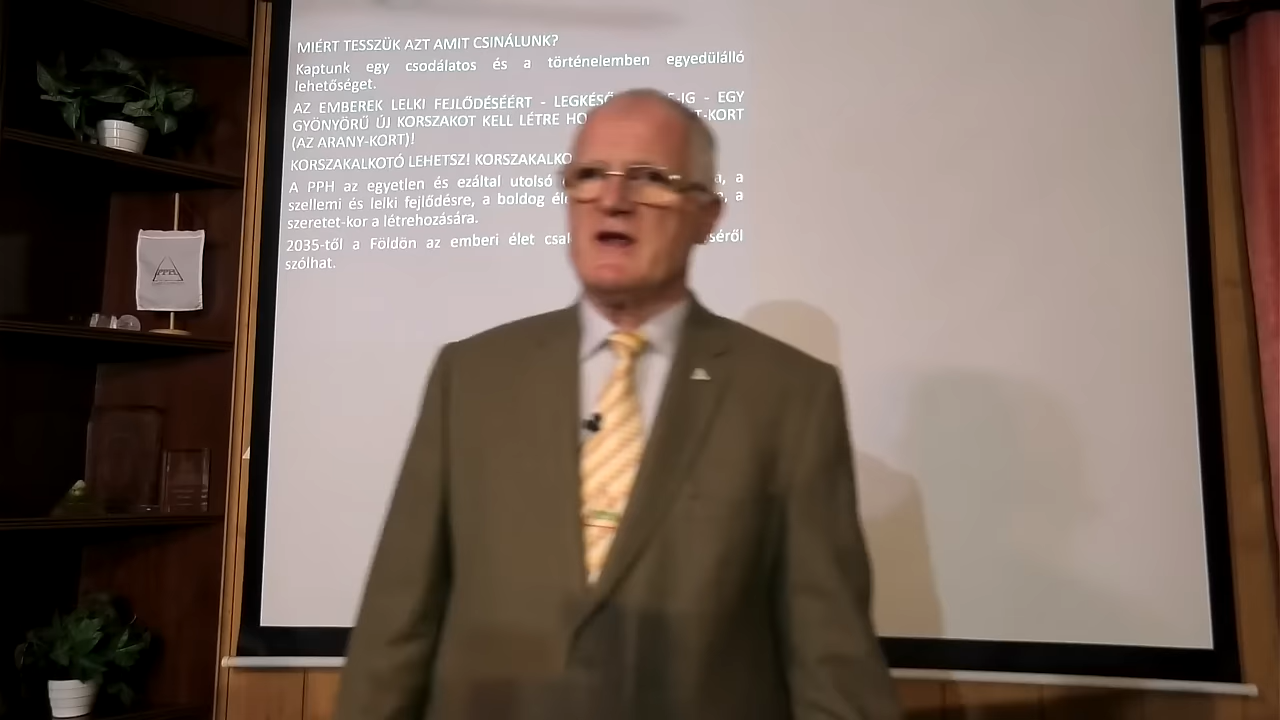 MIÉRT TESSZÜK AZT AMIT CSINÁLUNK?
Kaptunk egy csodálatos és a történelemben egyedülálló
lehetőséget.
AZ EMBEREK LELKI FEJLŐDÉSÉÉRT - EGY
GYÖNYÖRŰ ÚJ KORSZAKOT KELL LÉTRE
(AZ ARANY-KORT)!
KORSZAKALKOTÓ LEHETSZ!
A PPH az egyetlen és ezáltal utolsó a
szellemi és lelki fejlődésre, a boldog a
szeretet-kor a létrehozására.
2035-től a Földön az emberi élet
szólhat.
PPH